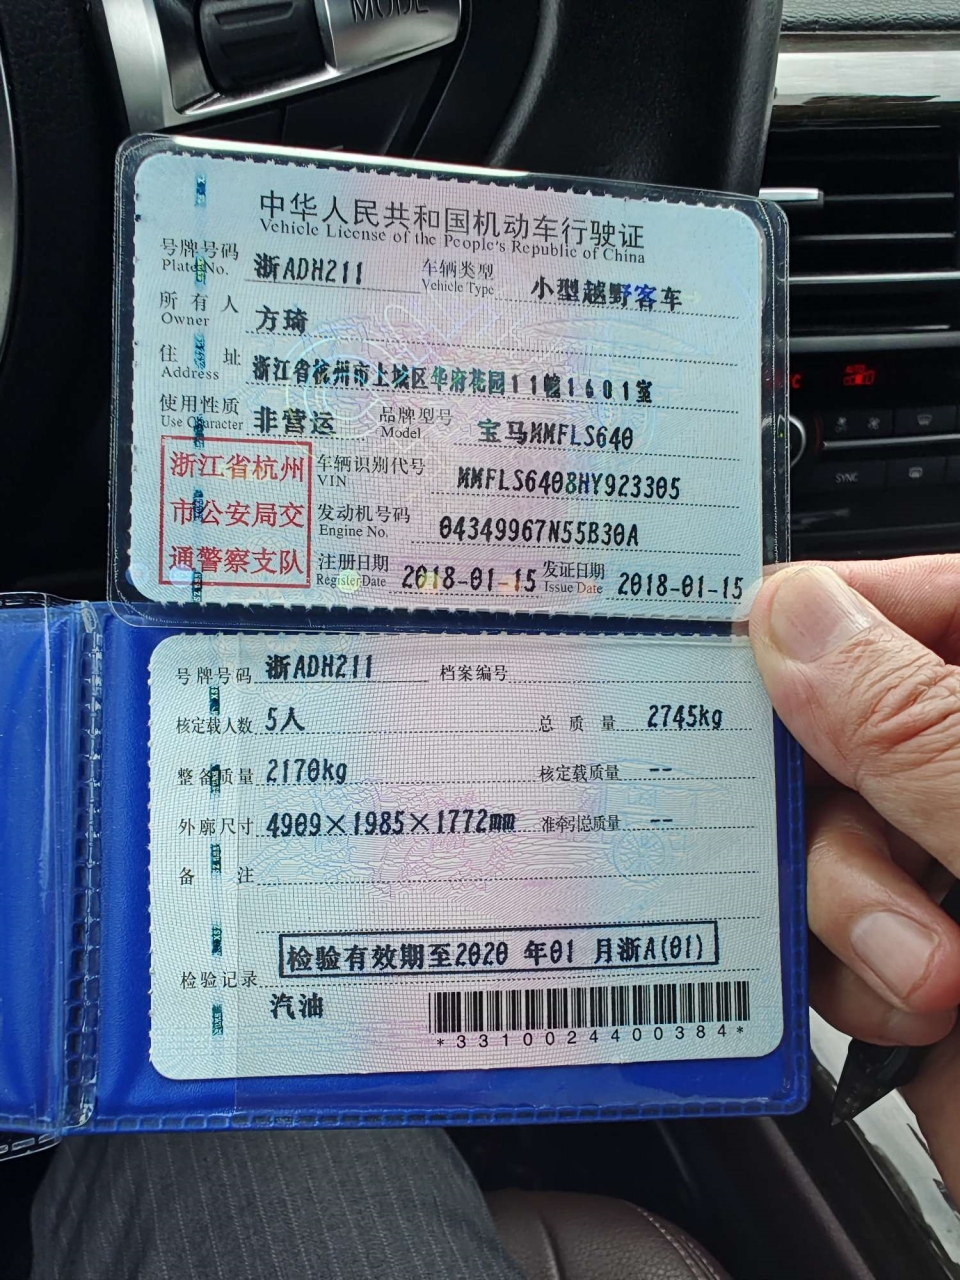 MODE
中华人民共和国机动车行驶证
Vehicle License of the People's Republic of China
号牌号码 浙ADH211 车辆类型 小型越野客车
Plate No. Vehicle Type
所有人 方琦
Owner
住址 浙江省杭州市上城区华府花园11幢1601室
Address
使用性质 非营运 品牌型号 宝马WMFLS640
Use Character Model
浙江省杭州
市公安局交
通警察支队
车辆识别代号 WMFLS6408HY923305
VIN
发动机号码 04349967N55B30A
Engine No.
注册日期 2018-01-15 发证日期 2018-01-15
Register Date Issue Date
号牌号码 浙ADH211 档案编号
核定载人数 5人 总质量 2745kg
整备质量 2170kg 核定载质量 --
外廓尺寸 4909×1985×1772mm 准牵引总质量 --
备注
检验有效期至2020 年01 月浙A(01)
检验记录
汽油
*3310024400384*
SYNC